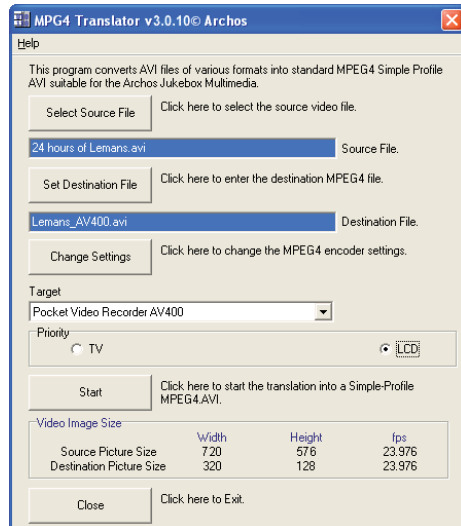 MPG4 Translator v3.0.10© Archos
Help
This program converts AVI files of various formats into standard MPEG4 Simple Profile
AVI suitable for the Archos Jukebox Multimedia.
Select Source File
Click here to select the source video file.
24 hours of Lemans.avi
Source File.
Set Destination File
Click here to enter the destination MPEG4 file.
Lemans_AV400.avi
Destination File.
Change Settings
Click here to change the MPEG4 encoder settings.
Target
Pocket Video Recorder AV400
Priority
TV
LCD
Start
Click here to start the translation into a Simple-Profile
MPEG4.AVI.
Video Image Size
Width Height fps
Source Picture Size 720 576 23.976
Destination Picture Size 320 128 23.976
Close
Click here to Exit.